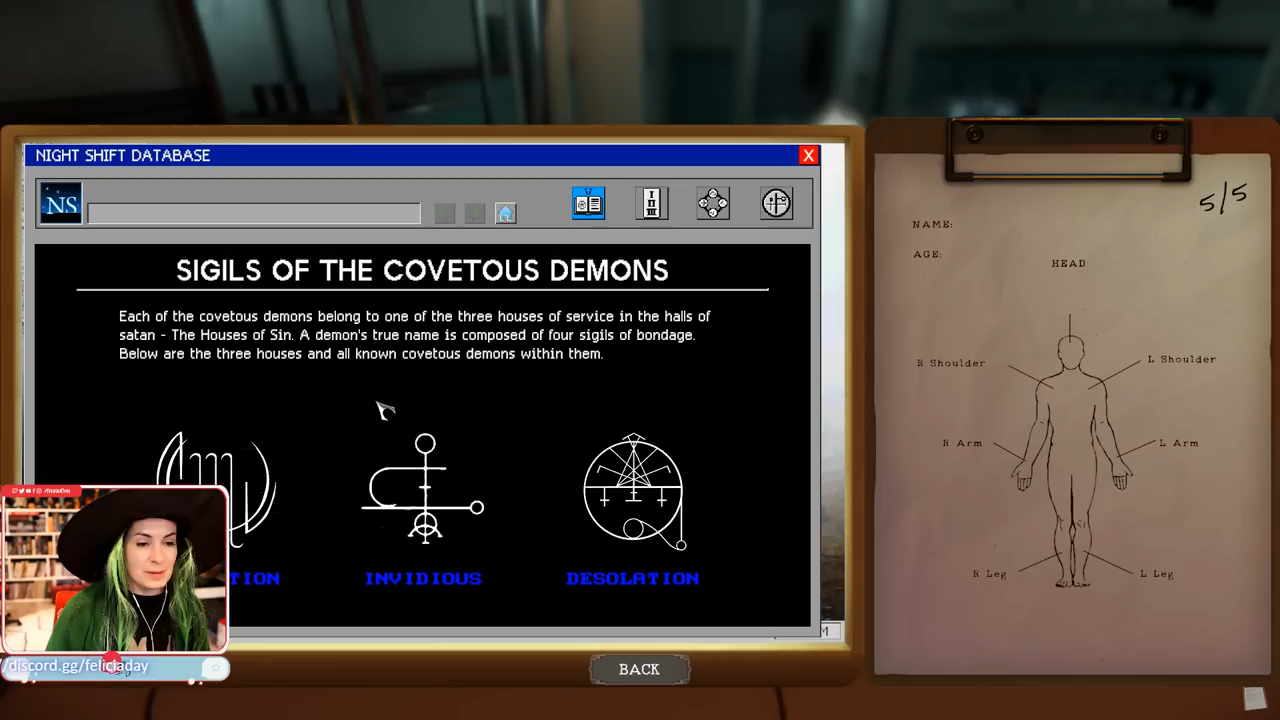 NIGHT SHIFT DATABASE
X
NS
I
II
III
SIGILS OF THE COVETOUS DEMONS
Each of the covetous demons belong to one of the three houses of service in the halls of
satan - The Houses of Sin. A demon's true name is composed of four sigils of bondage.
Below are the three houses and all known covetous demons within them.
TION
INVIDIOUS
DESOLATION
/discord.gg/feliciaday
BACK
5/5
NAME:
AGE:
HEAD
R Shoulder
L Shoulder
R Arm
L Arm
R Leg
L Leg